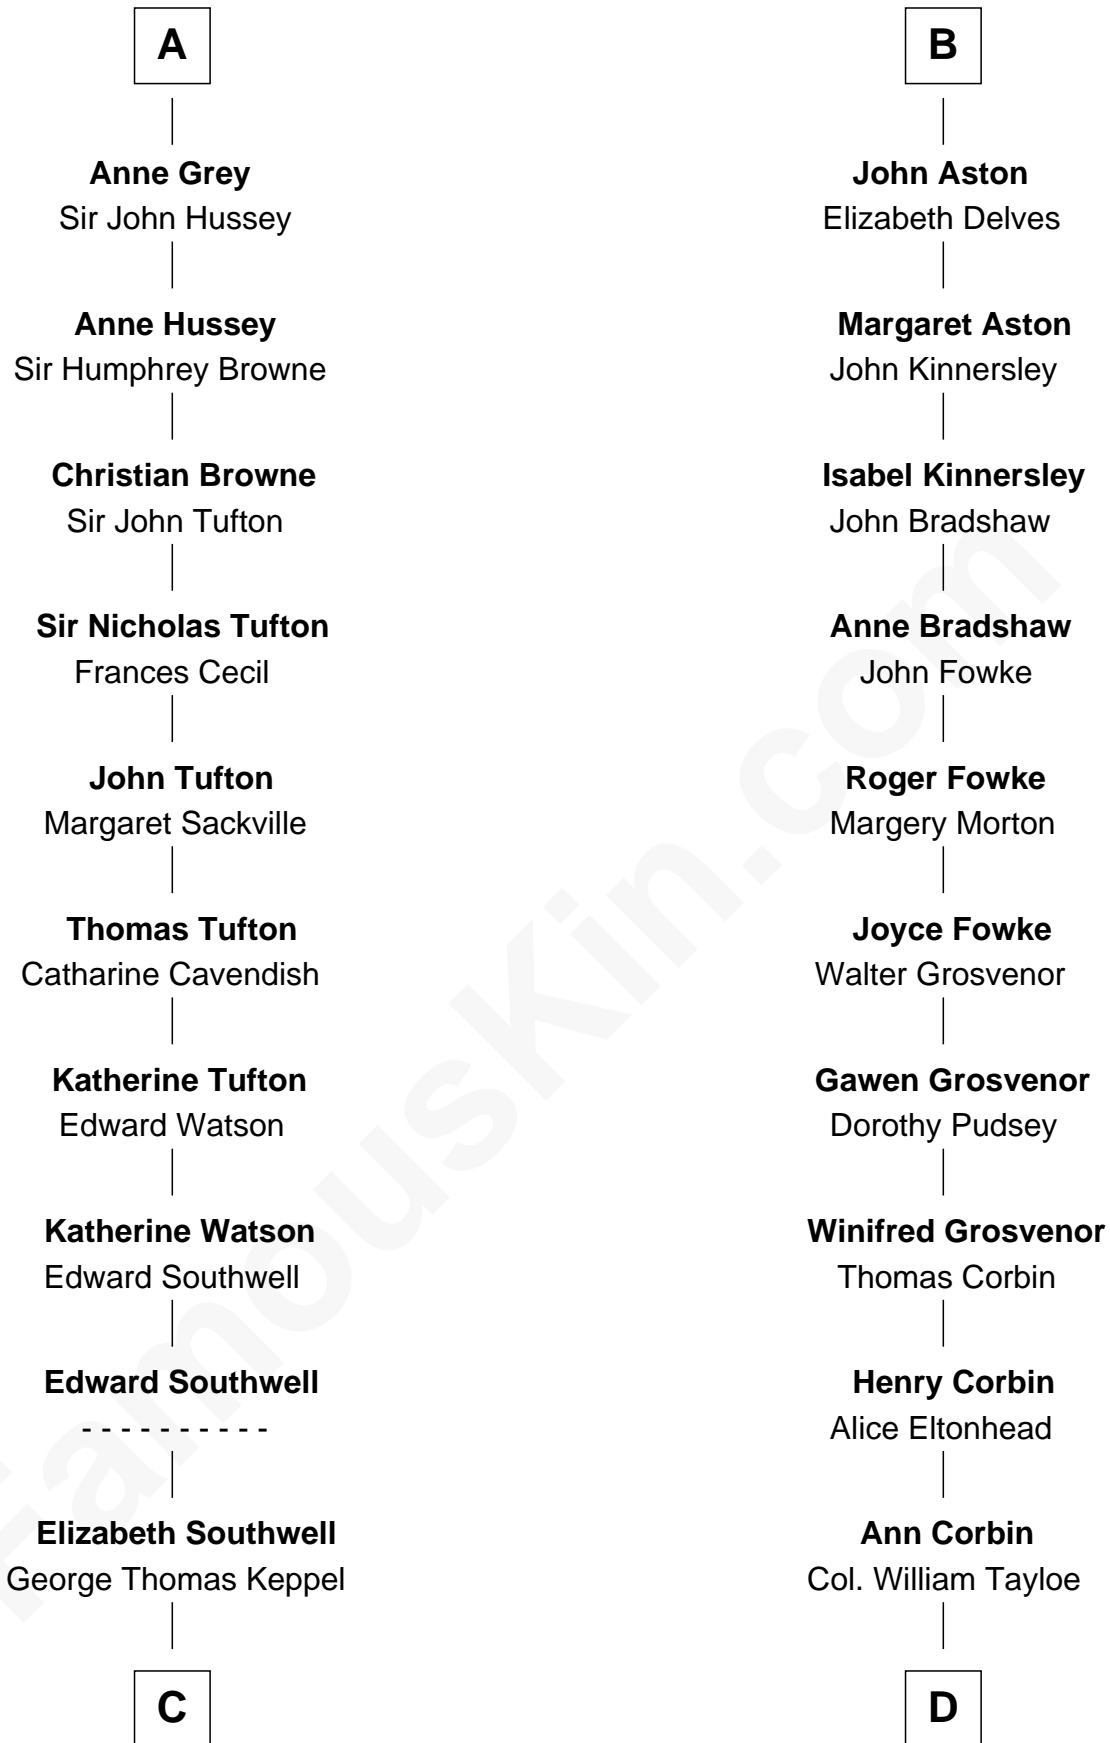 A
Anne Grey
Sir John Hussey
Anne Hussey
Sir Humphrey Browne
Christian Browne
Sir John Tufton
Sir Nicholas Tufton
Frances Cecil
John Tufton
Margaret Sackville
Thomas Tufton
Catharine Cavendish
Katherine Tufton
Edward Watson
Katherine Watson
Edward Southwell
Edward Southwell
- - - - - - - - - -
Elizabeth Southwell
George Thomas Keppel
C
B
John Aston
Elizabeth Delves
Margaret Aston
John Kinnersley
Isabel Kinnersley
John Bradshaw
Anne Bradshaw
John Fowke
Roger Fowke
Margery Morton
Joyce Fowke
Walter Grosvenor
Gawen Grosvenor
Dorothy Pudsey
Winifred Grosvenor
Thomas Corbin
Henry Corbin
Alice Eltonhead
Ann Corbin
Col. William Tayloe
D
FamousKin.com